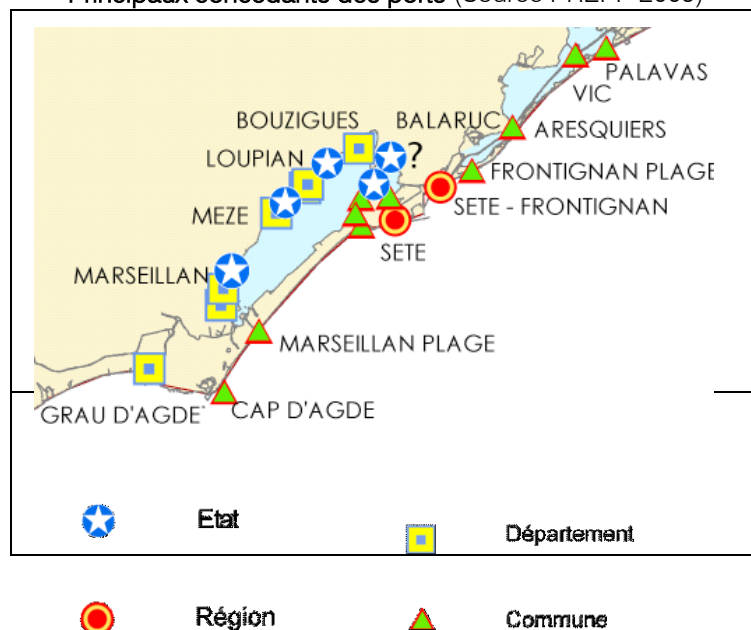 PALAVAS
VIC
BOUZIGUES
BALARUC
ARESQUIERS
LOUPIAN
?
FRONTIGNAN PLAGE
MEZE
SETE - FRONTIGNAN
SETE
MARSEILLAN
MARSEILLAN PLAGE
GRAU D'AGDE
CAP D'AGDE
Etat
Département
Région
Commune